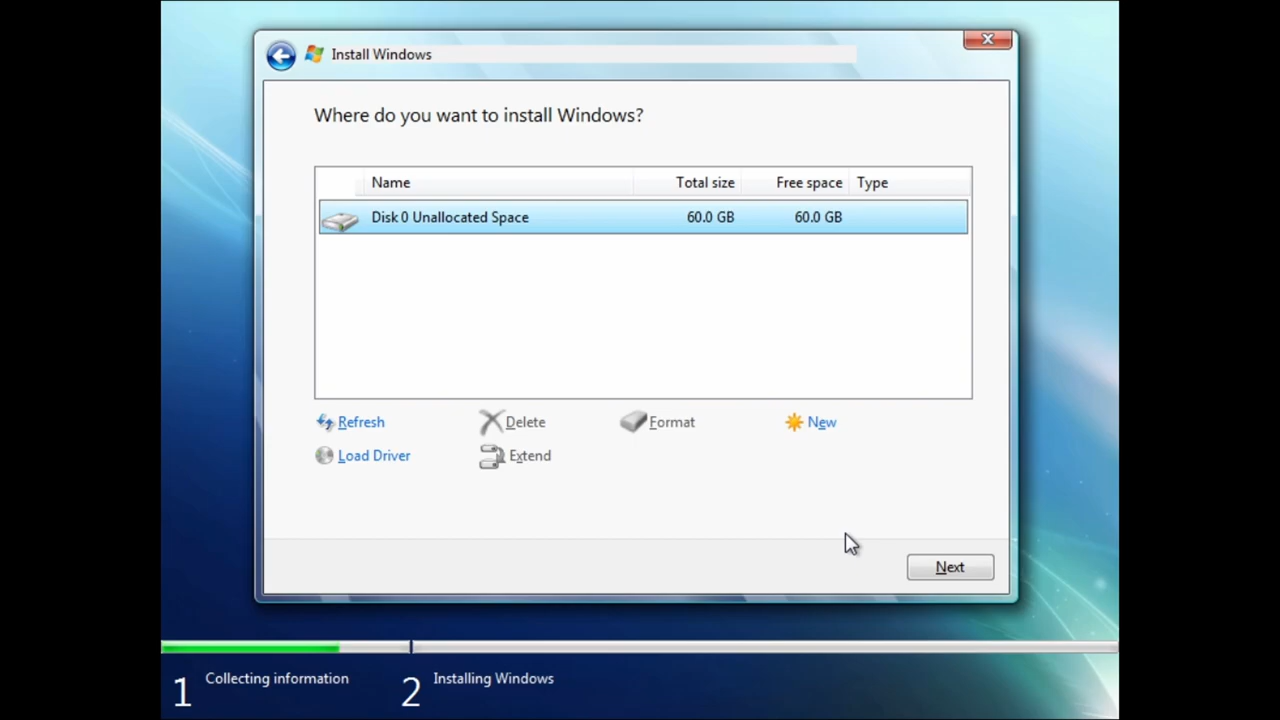 Install Windows
Where do you want to install Windows?
Name Total size Free space Type
Disk 0 Unallocated Space 60.0 GB 60.0 GB
Refresh Delete Format New
Load Driver Extend
Next
1 Collecting information 2 Installing Windows